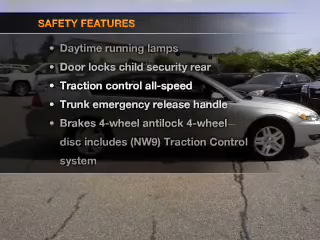 SAFETY FEATURES
• Daytime running lamps
• Door locks child security rear
• Traction control all-speed
• Trunk emergency release handle
• Brakes 4-wheel antilock 4-wheel
disc includes (NW9) Traction Control
system